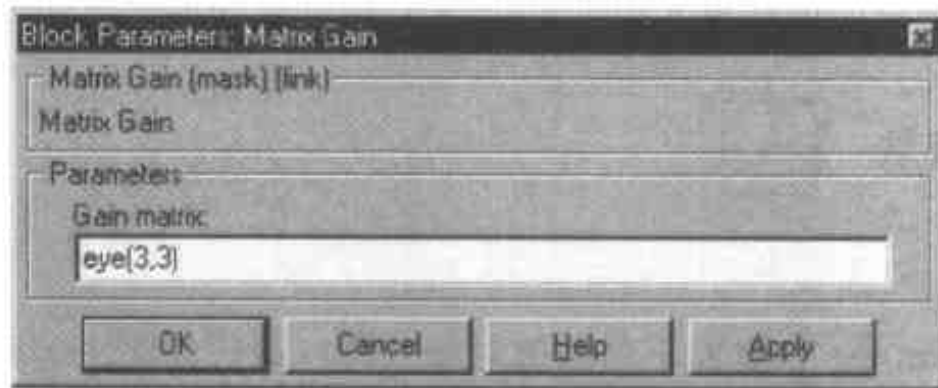 Block Parameters: Matrix Gain
Matrix Gain (mask) (link)
Matrix Gain
Parameters
Gain matrix:
eye(3,3)
OK Cancel Help Apply